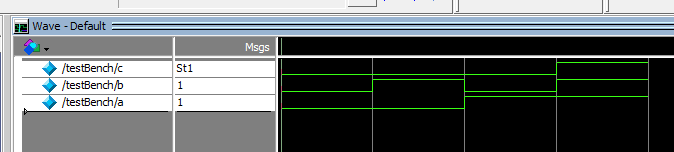 Wave - Default
Msgs
/testBench/c St1
/testBench/b 1
/testBench/a 1